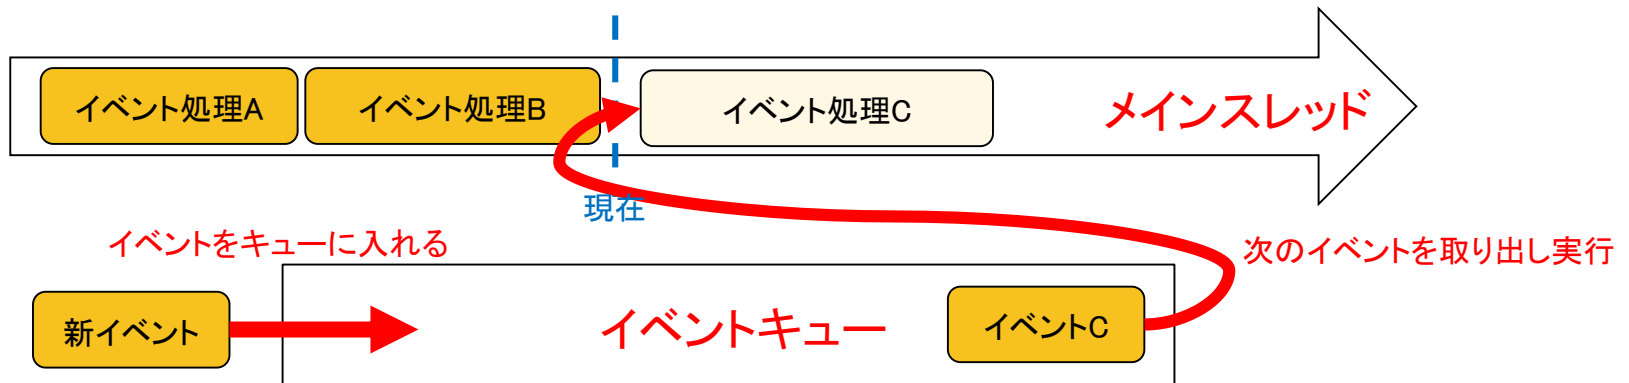 イベント処理A
イベント処理B
イベント処理C
メインスレッド
現在
イベントをキューに入れる
次のイベントを取り出し実行
新イベント
イベントキュー
イベントC